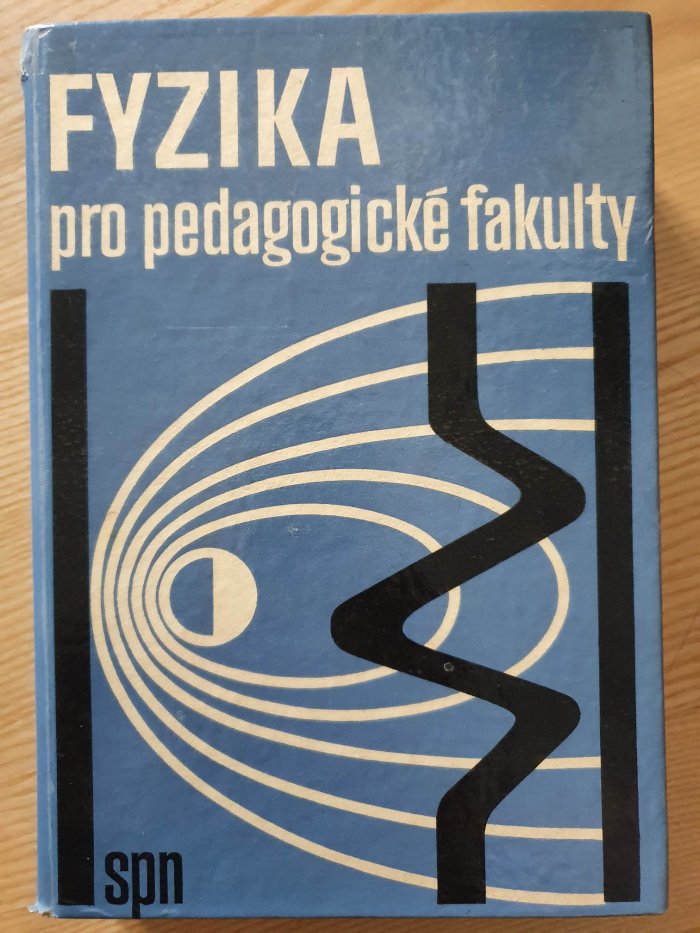 FYZIKA
pro pedagogické fakulty
spn